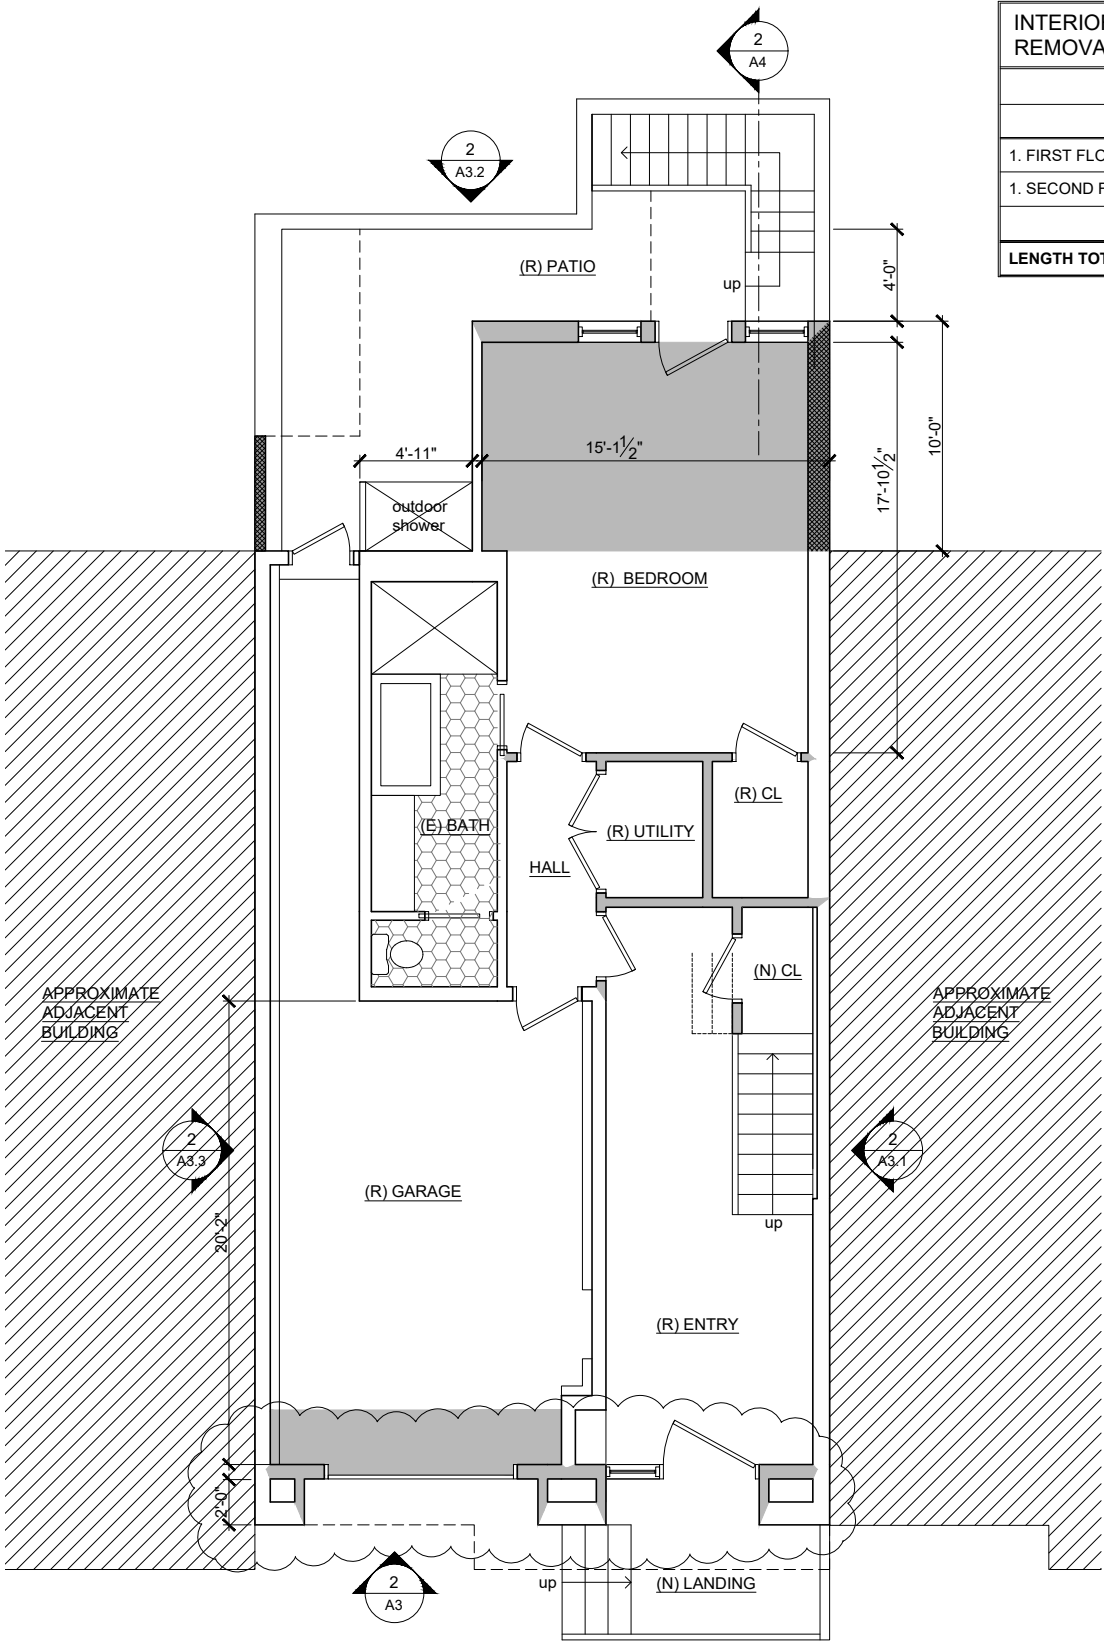 INTERIOR
REMOVA
1. FIRST FLO
1. SECOND F
LENGTH TOT
2
A4
2
A3.2
(R) PATIO
up
4'-0"
10'-0"
17'-10½"
4'-11"
15'-1½"
outdoor
shower
(R) BEDROOM
(R) CL
(E) BATH
(R) UTILITY
HALL
(N) CL
APPROXIMATE
ADJACENT
BUILDING
APPROXIMATE
ADJACENT
BUILDING
2
A3.3
2
A3.1
(R) GARAGE
20'-2"
up
(R) ENTRY
2'-0"
2
A3
up
(N) LANDING